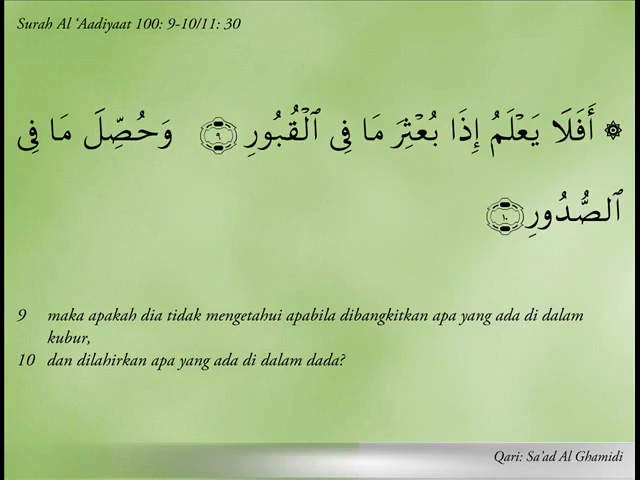 Surah Al ‘Aadiyaat 100: 9-10/11: 30
۞ أَفَلَا يَعْلَمُ إِذَا بُعْثِرَ مَا فِى ٱلْقُبُورِ ٩ وَحُصِّلَ مَا فِى
ٱلصُّدُورِ ١٠
9 maka apakah dia tidak mengetahui apabila dibangkitkan apa yang ada di dalam
kubur,
10 dan dilahirkan apa yang ada di dalam dada?
Qari: Sa’ad Al Ghamidi